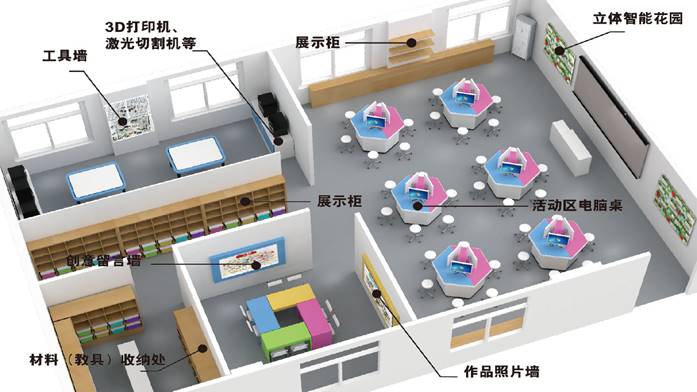 立体智能花园
3D打印机、
激光切割机等
展示柜
工具墙
展示柜
活动区电脑桌
创意留言墙
材料（教具）收纳处
作品照片墙